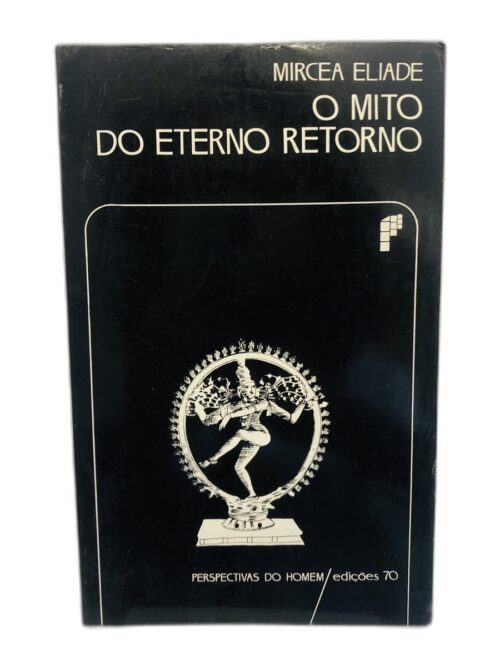 MIRCEA ELIADE
O MITO
DO ETERNO RETORNO
PERSPECTIVAS DO HOMEM/edições 70